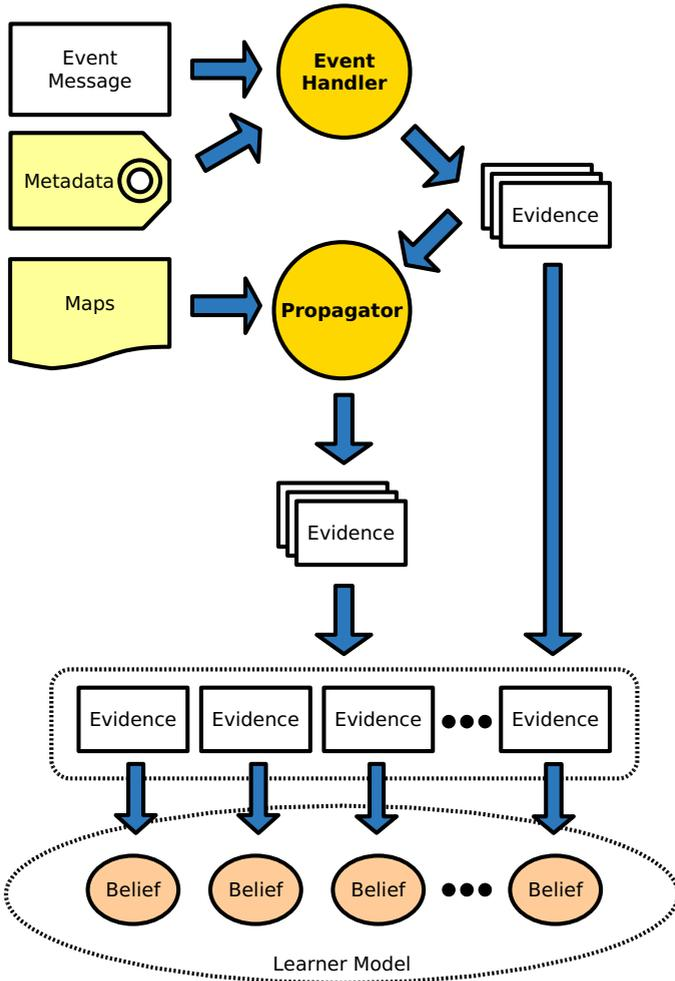 Event
Message
Event
Handler
Metadata
Evidence
Maps
Propagator
Evidence
Evidence
Evidence
Evidence
Evidence
Belief
Belief
Belief
Belief
Learner Model